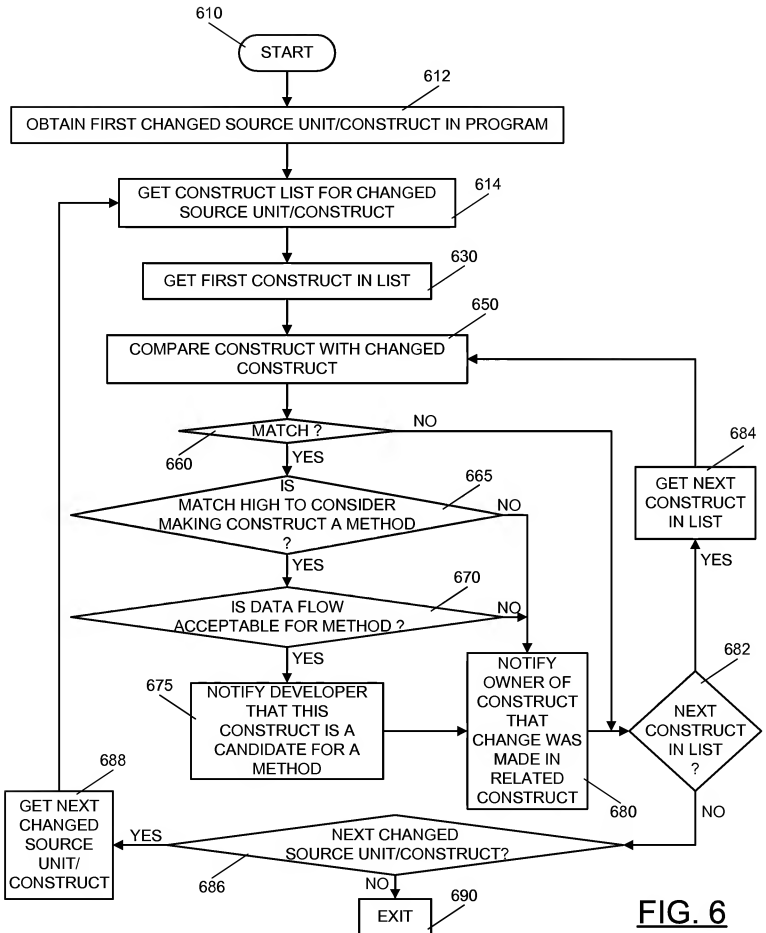 610
START
612
OBTAIN FIRST CHANGED SOURCE UNIT/CONSTRUCT IN PROGRAM
GET CONSTRUCT LIST FOR CHANGED
SOURCE UNIT/CONSTRUCT
614
GET FIRST CONSTRUCT IN LIST
630
650
COMPARE CONSTRUCT WITH CHANGED
CONSTRUCT
MATCH ?
NO
660
YES
IS
MATCH HIGH TO CONSIDER
MAKING CONSTRUCT A METHOD
?
665
NO
YES
670
IS DATA FLOW
ACCEPTABLE FOR METHOD ?
NO
YES
675
NOTIFY DEVELOPER
THAT THIS
CONSTRUCT IS A
CANDIDATE FOR A
METHOD
NOTIFY
OWNER OF
CONSTRUCT
THAT
CHANGE WAS
MADE IN
RELATED
CONSTRUCT
680
684
GET NEXT
CONSTRUCT
IN LIST
YES
682
NEXT
CONSTRUCT
IN LIST
?
NO
688
GET NEXT
CHANGED
SOURCE
UNIT/
CONSTRUCT
YES
NEXT CHANGED
SOURCE UNIT/CONSTRUCT?
686
NO
690
EXIT
FIG. 6